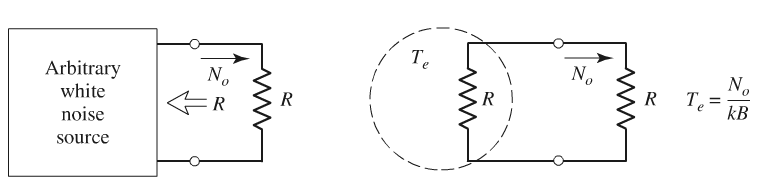 Arbitrary
white
noise
source
N_o
R
R
T_e
R
N_o
R
T_e = N_o / kB